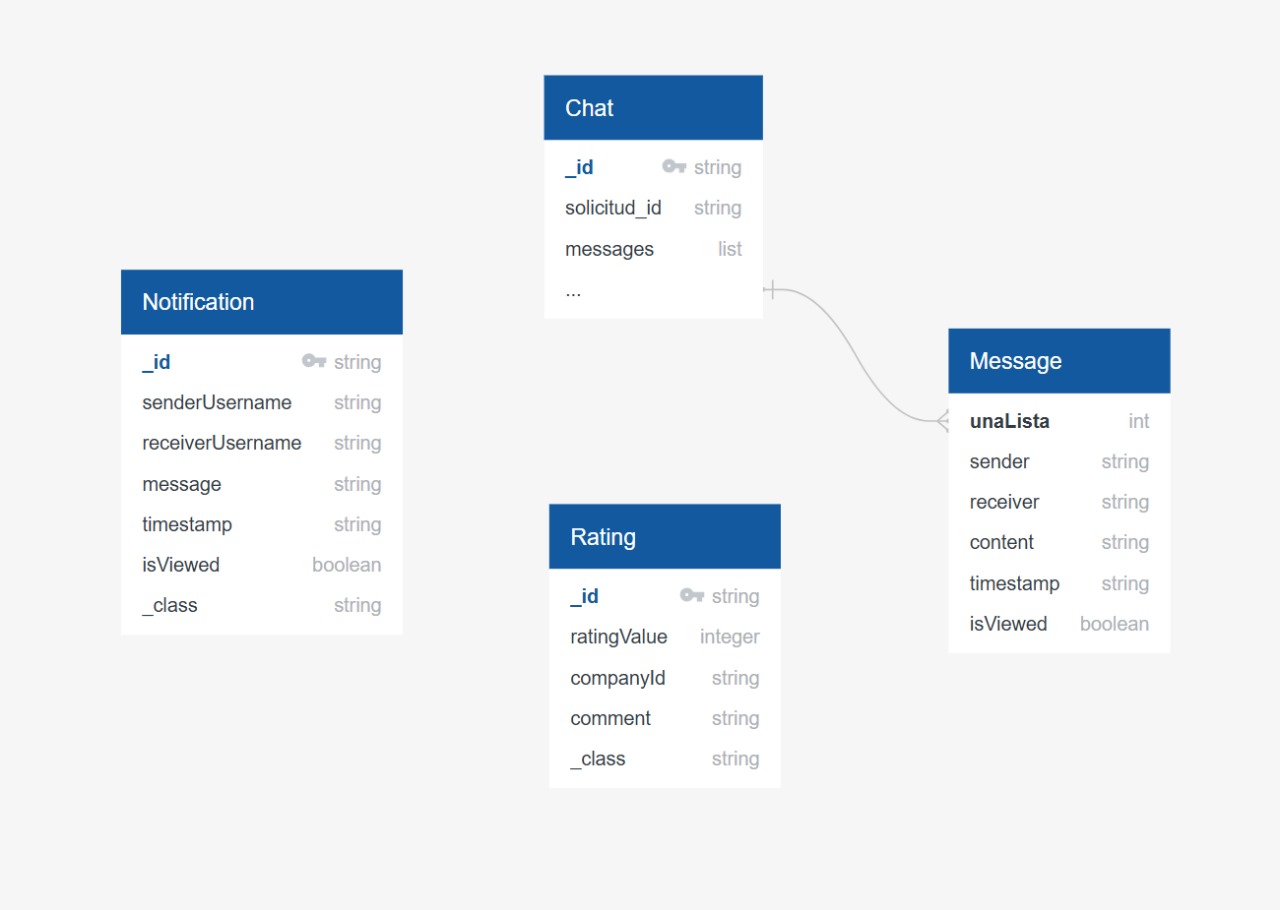 Chat
_id string
solicitud_id string
messages list
...
Notification
_id string
senderUsername string
receiverUsername string
message string
timestamp string
isViewed boolean
_class string
Message
unaLista int
sender string
receiver string
content string
timestamp string
isViewed boolean
Rating
_id string
ratingValue integer
companyId string
comment string
_class string